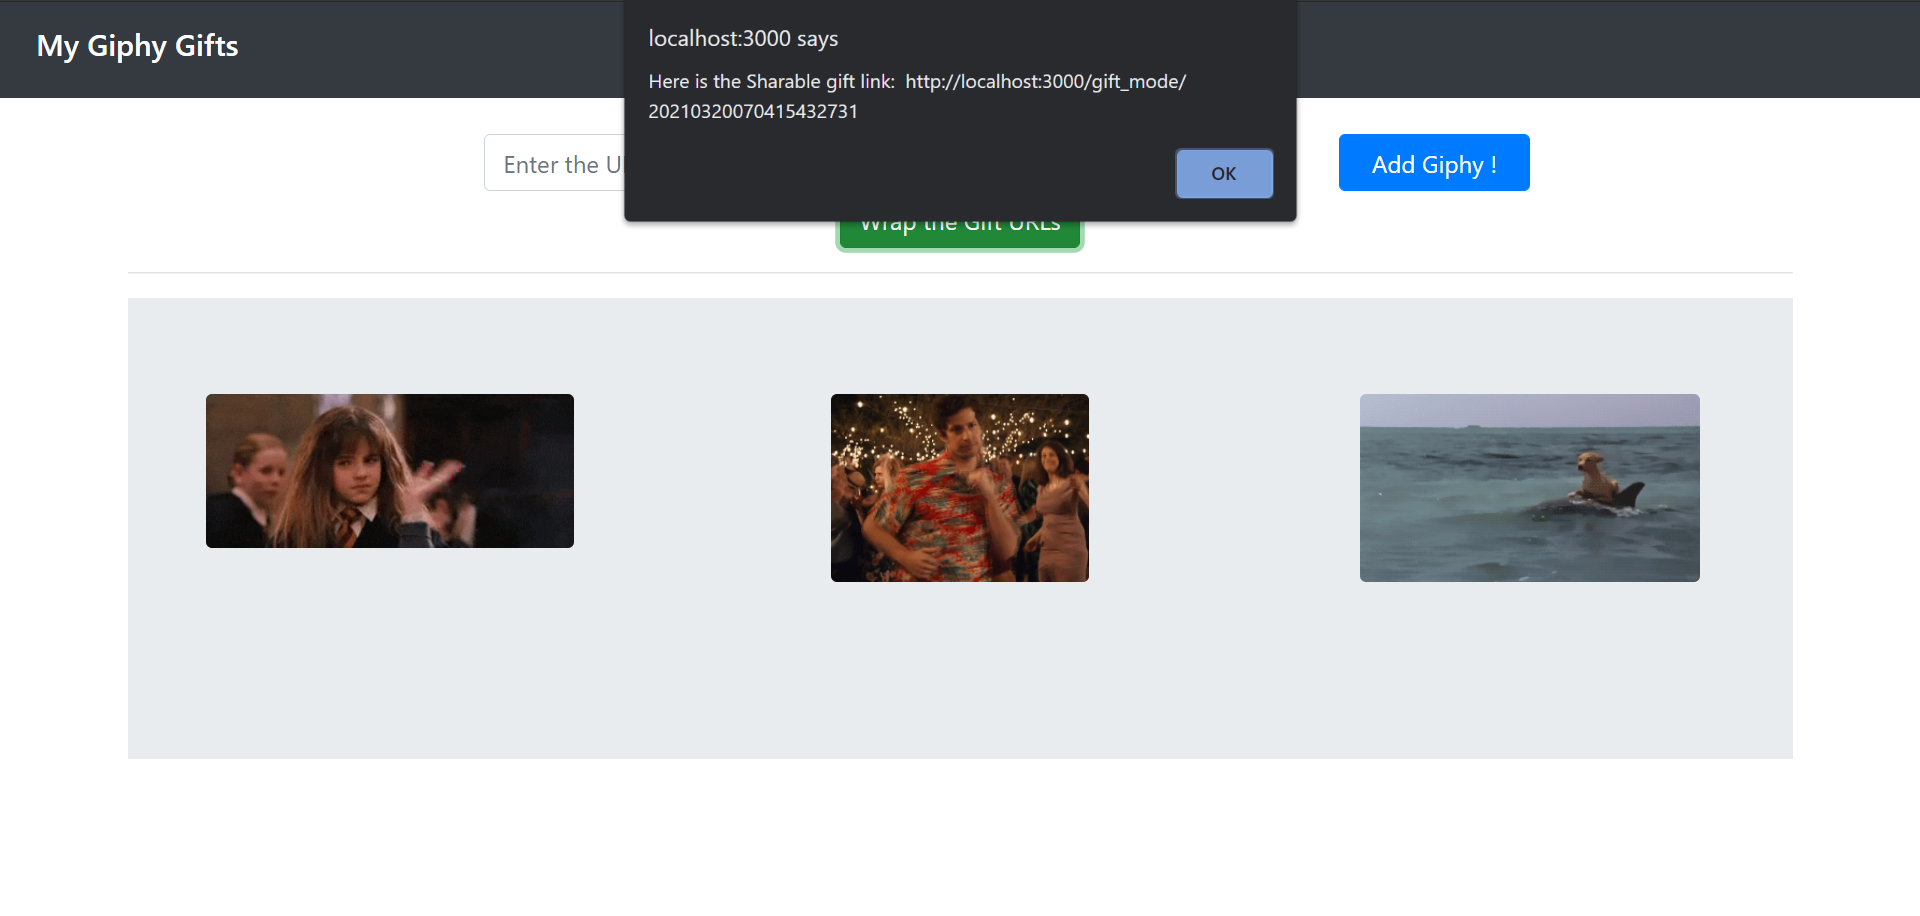 My Giphy Gifts
localhost:3000 says
Here is the Sharable gift link:  http://localhost:3000/gift_mode/
20210320070415432731
OK
Enter the U
Add Giphy !
Wrap the Gift URLs